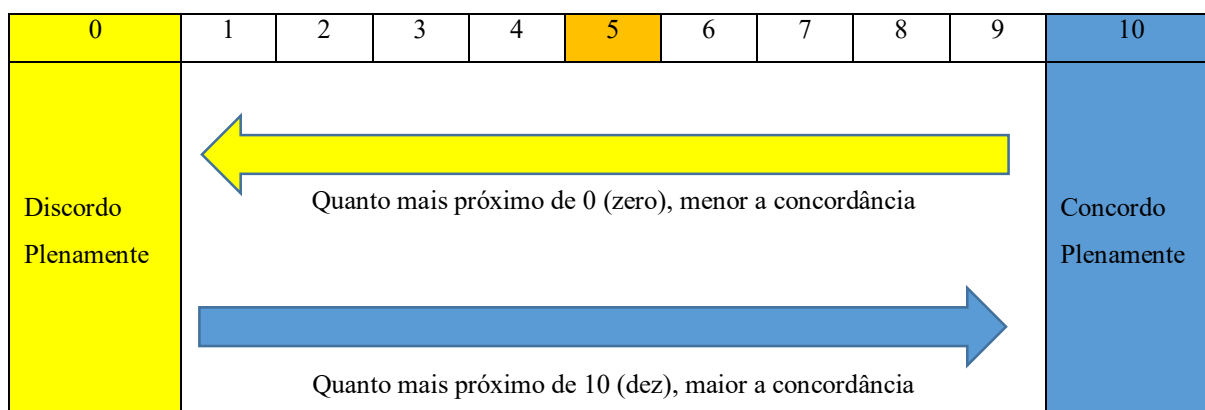 0 1 2 3 4 5 6 7 8 9 10
Quanto mais próximo de 0 (zero), menor a concordância
Discordo
Plenamente
Concordo
Plenamente
Quanto mais próximo de 10 (dez), maior a concordância